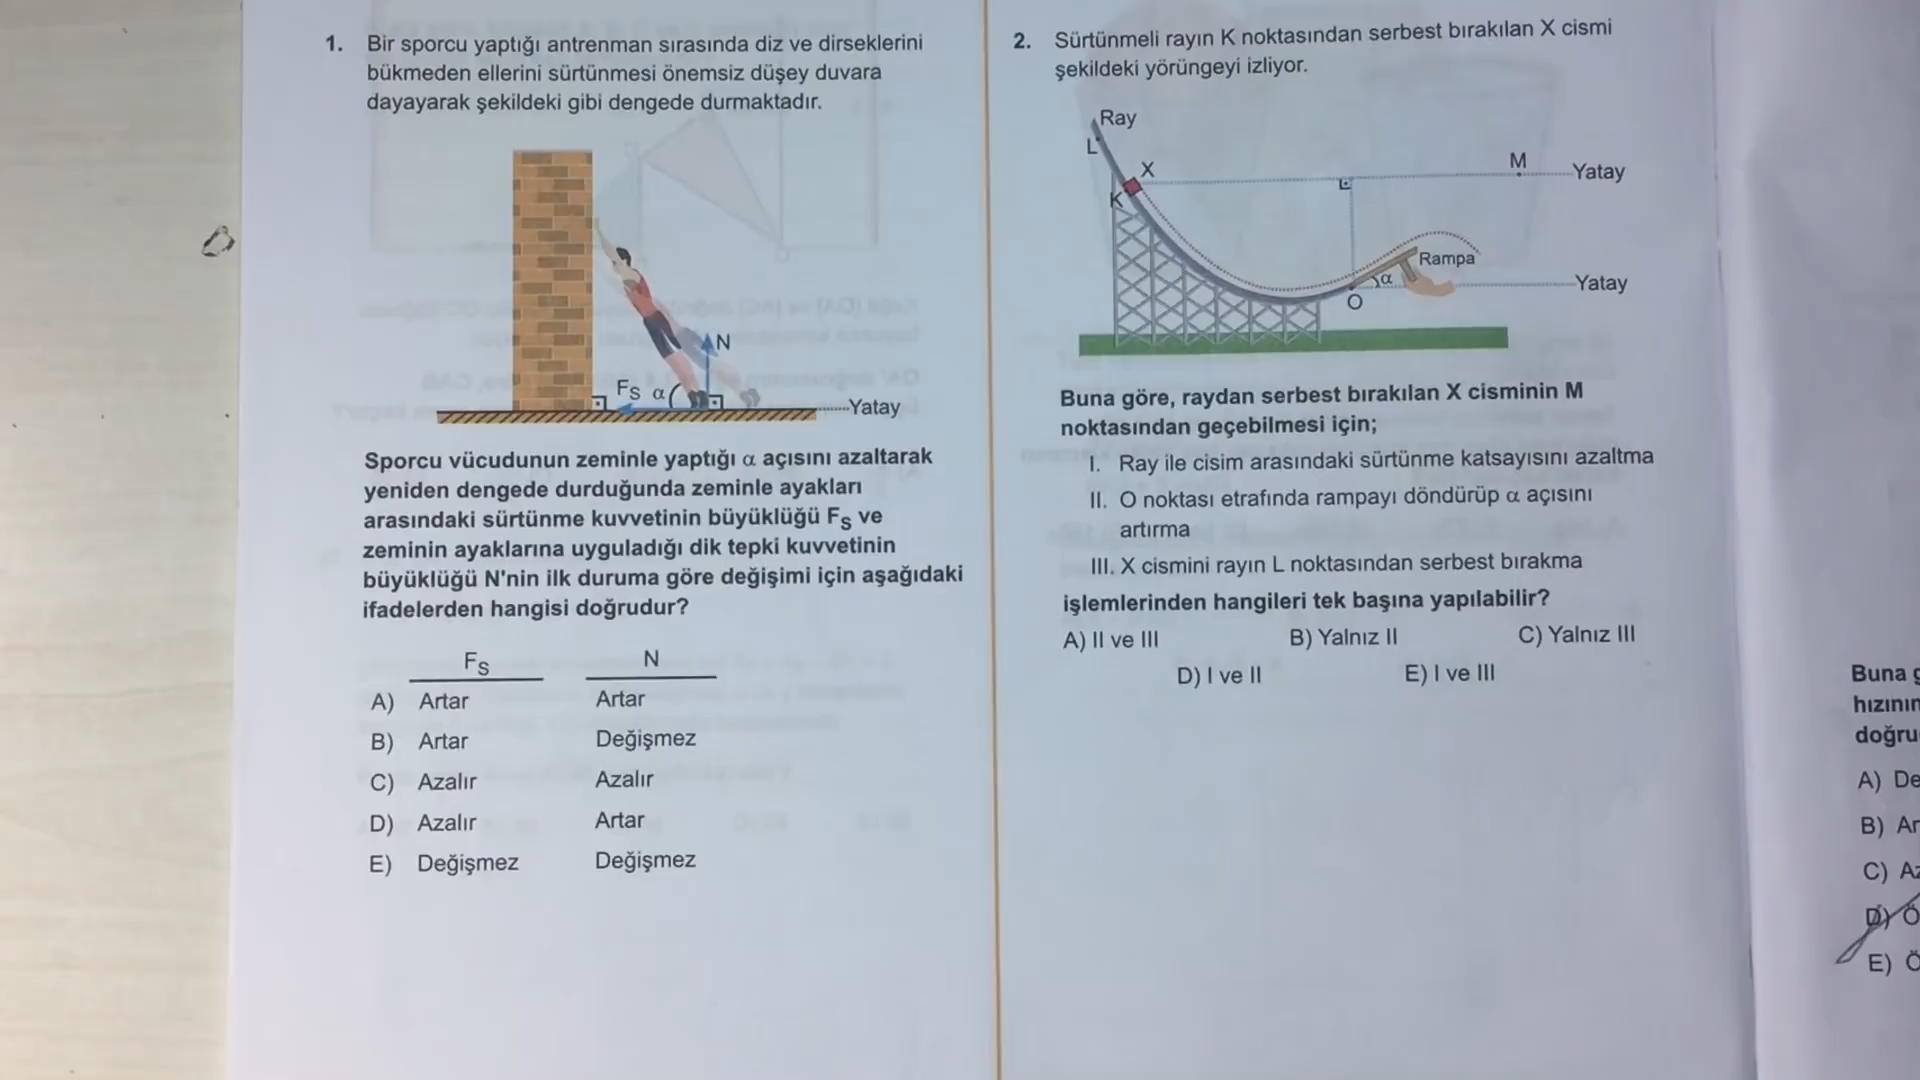 1. Bir sporcu yaptığı antrenman sırasında diz ve dirseklerini
bükmeden ellerini sürtünmesi önemsiz düşey duvara
dayayarak şekildeki gibi dengede durmaktadır.
N
Fs α
Yatay
Sporcu vücudunun zeminle yaptığı α açısını azaltarak
yeniden dengede durduğunda zeminle ayakları
arasındaki sürtünme kuvvetinin büyüklüğü Fs ve
zeminin ayaklarına uyguladığı dik tepki kuvvetinin
büyüklüğü N'nin ilk duruma göre değişimi için aşağıdaki
ifadelerden hangisi doğrudur?
Fs N
A) Artar Artar
B) Artar Değişmez
C) Azalır Azalır
D) Azalır Artar
E) Değişmez Değişmez
2. Sürtünmeli rayın K noktasından serbest bırakılan X cismi
şekildeki yörüngeyi izliyor.
Ray
L
X
K
M
Yatay
Rampa
α
O
Yatay
Buna göre, raydan serbest bırakılan X cisminin M
noktasından geçebilmesi için;
I. Ray ile cisim arasındaki sürtünme katsayısını azaltma
II. O noktası etrafında rampayı döndürüp α açısını
artırma
III. X cismini rayın L noktasından serbest bırakma
işlemlerinden hangileri tek başına yapılabilir?
A) II ve III B) Yalnız II C) Yalnız III
D) I ve II E) I ve III
Buna
hızının
doğru
A) De
B) Ar
C) Az
D) Ö
E) Ö